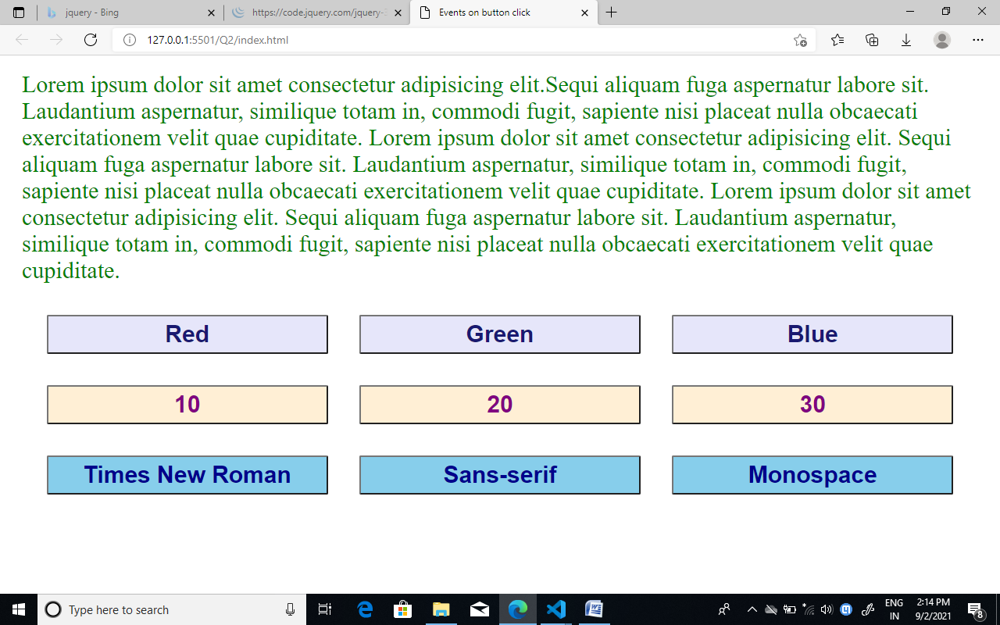 jquery - Bing
https://code.jquery.com/jquery-
Events on button click
127.0.0.1:5501/Q2/index.html
Lorem ipsum dolor sit amet consectetur adipisicing elit.Sequi aliquam fuga aspernatur labore sit.
Laudantium aspernatur, similique totam in, commodi fugit, sapiente nisi placeat nulla obcaecati
exercitationem velit quae cupiditate. Lorem ipsum dolor sit amet consectetur adipisicing elit. Sequi
aliquam fuga aspernatur labore sit. Laudantium aspernatur, similique totam in, commodi fugit,
sapiente nisi placeat nulla obcaecati exercitationem velit quae cupiditate. Lorem ipsum dolor sit amet
consectetur adipisicing elit. Sequi aliquam fuga aspernatur labore sit. Laudantium aspernatur,
similique totam in, commodi fugit, sapiente nisi placeat nulla obcaecati exercitationem velit quae
cupiditate.
Red Green Blue
10 20 30
Times New Roman Sans-serif Monospace
Type here to search
ENG
IN
2:14 PM
9/2/2021
8